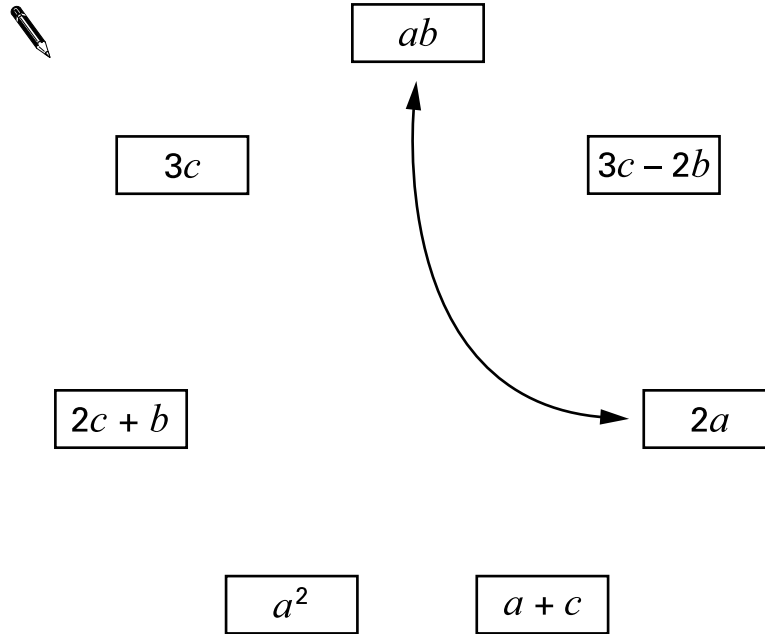 ab
3c
3c – 2b
2c + b
2a
a²
a + c